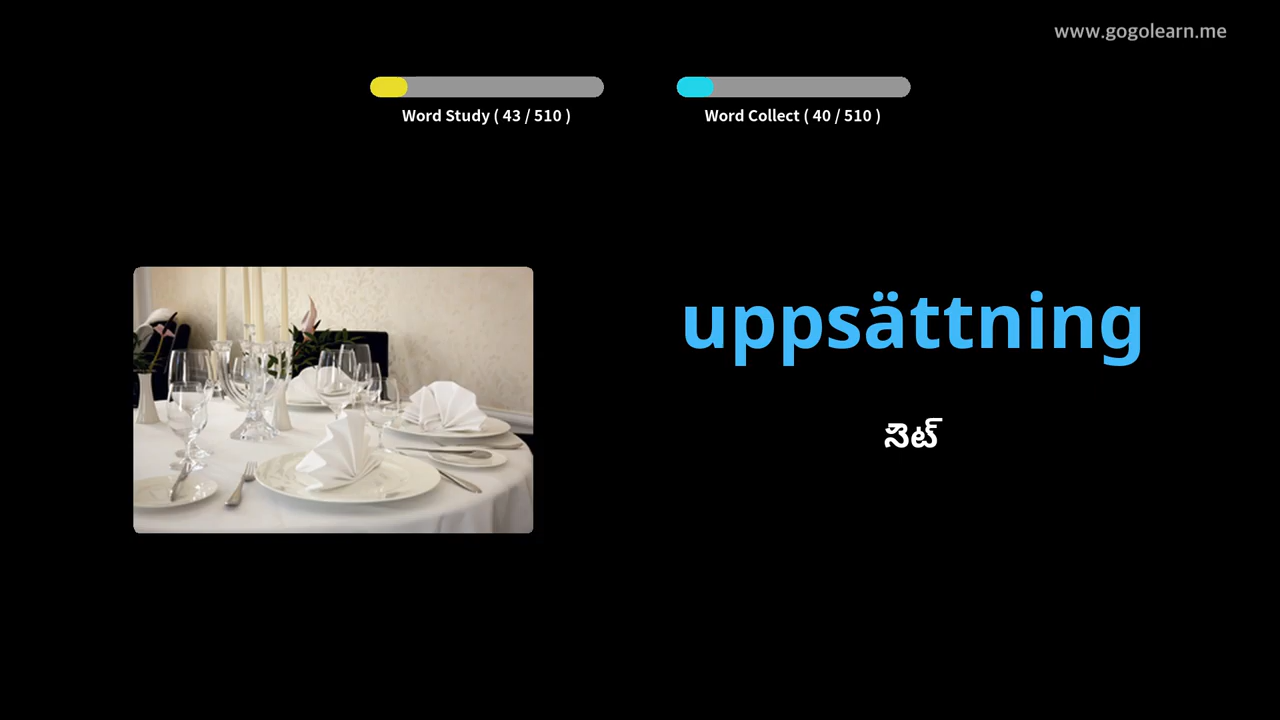 www.gogolearn.me
Word Study ( 43 / 510 )
Word Collect ( 40 / 510 )
uppsättning
సెట్